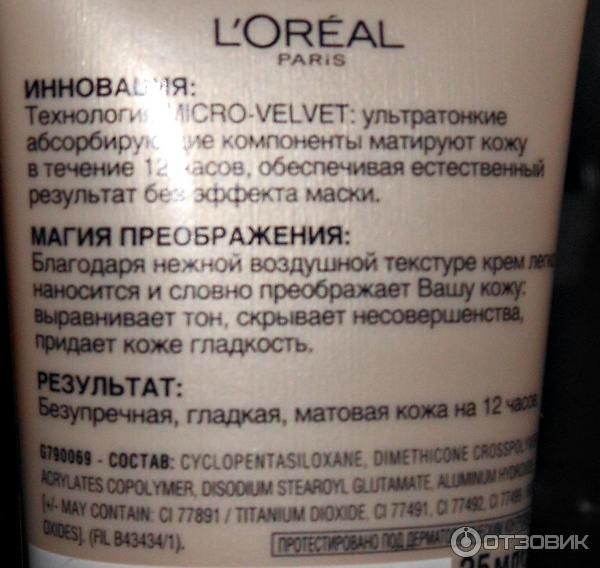 L'ORÉAL
PARIS
ИННОВАЦИЯ:
Технология MICRO-VELVET: ультратонкие
абсорбирующие компоненты матируют кожу
в течение 12 часов, обеспечивая естественный
результат без эффекта маски.
МАГИЯ ПРЕОБРАЖЕНИЯ:
Благодаря нежной воздушной текстуре крем легко
наносится и словно преображает Вашу кожу:
выравнивает тон, скрывает несовершенства,
придает коже гладкость.
РЕЗУЛЬТАТ:
Безупречная, гладкая, матовая кожа на 12 часов
G790069 - СОСТАВ: CYCLOPENTASILOXANE, DIMETHICONE CROSSPOLYMER
ACRYLATES COPOLYMER, DISODIUM STEAROYL GLUTAMATE, ALUMINUM HYDROXIDE
[+/- MAY CONTAIN: CI 77891 / TITANIUM DIOXIDE, CI 77491, CI 77492, CI 77499
OXIDES]. (FIL B43434/1).
ПРОТЕСТИРОВАНО ПОД
35 мл
ОТЗОВИК